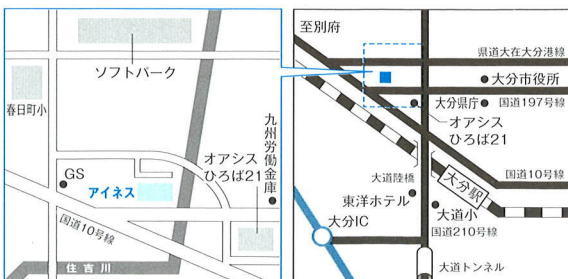 ソフトパーク
春日町小
九州労働金庫
オアシス
ひろば21
GS
アイネス
国道10号線
住吉川
至別府
県道大在大分港線
大分市役所
大分県庁
国道197号線
オアシス
ひろば21
国道10号線
大道陸橋
大分駅
東洋ホテル
大道小
大分IC
国道210号線
大道トンネル